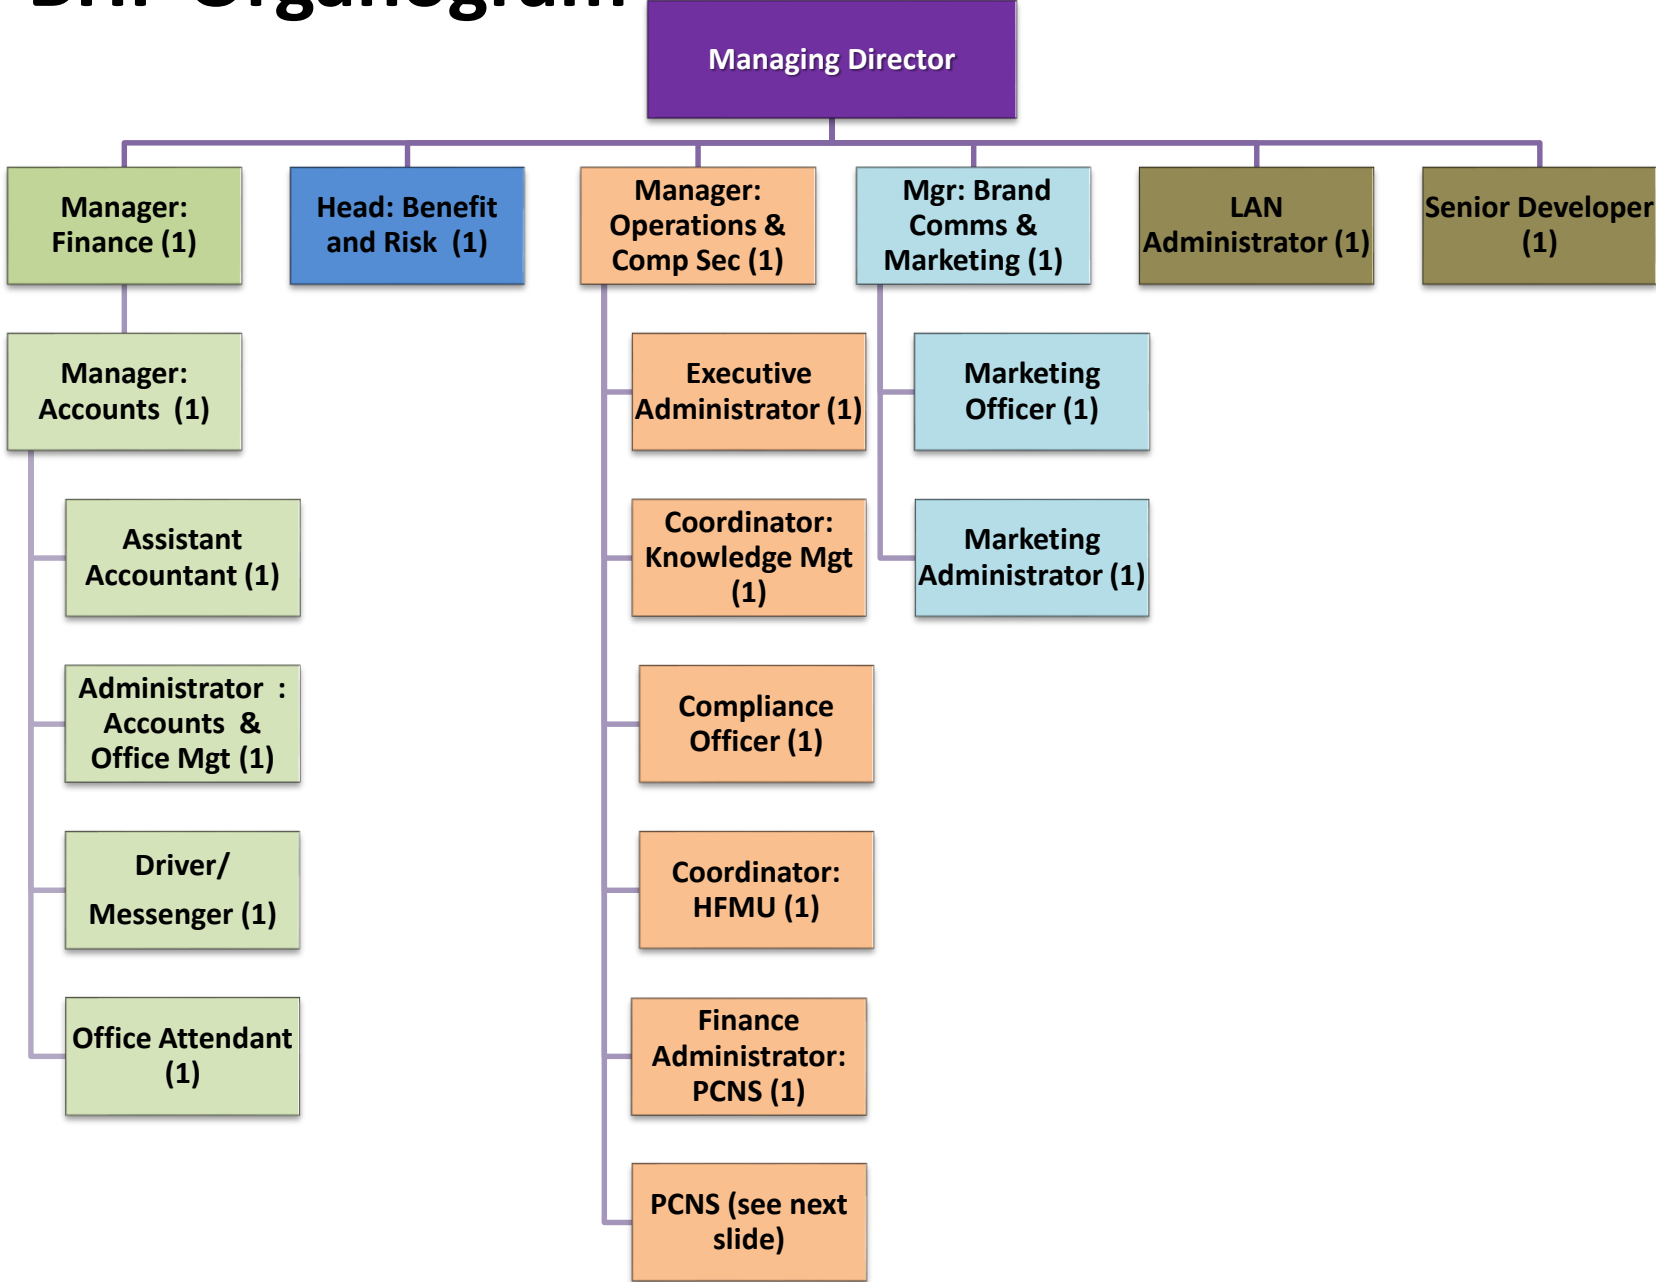 Organogram
Managing Director
Manager:
Finance (1)
Head: Benefit
and Risk (1)
Manager:
Operations &
Comp Sec (1)
Mgr: Brand
Comms &
Marketing (1)
LAN
Administrator (1)
Senior Developer
(1)
Manager:
Accounts (1)
Executive
Administrator (1)
Marketing
Officer (1)
Assistant
Accountant (1)
Coordinator:
Knowledge Mgt
(1)
Marketing
Administrator (1)
Administrator :
Accounts &
Office Mgt (1)
Compliance
Officer (1)
Driver/
Messenger (1)
Coordinator:
HFMU (1)
Office Attendant
(1)
Finance
Administrator:
PCNS (1)
PCNS (see next
slide)